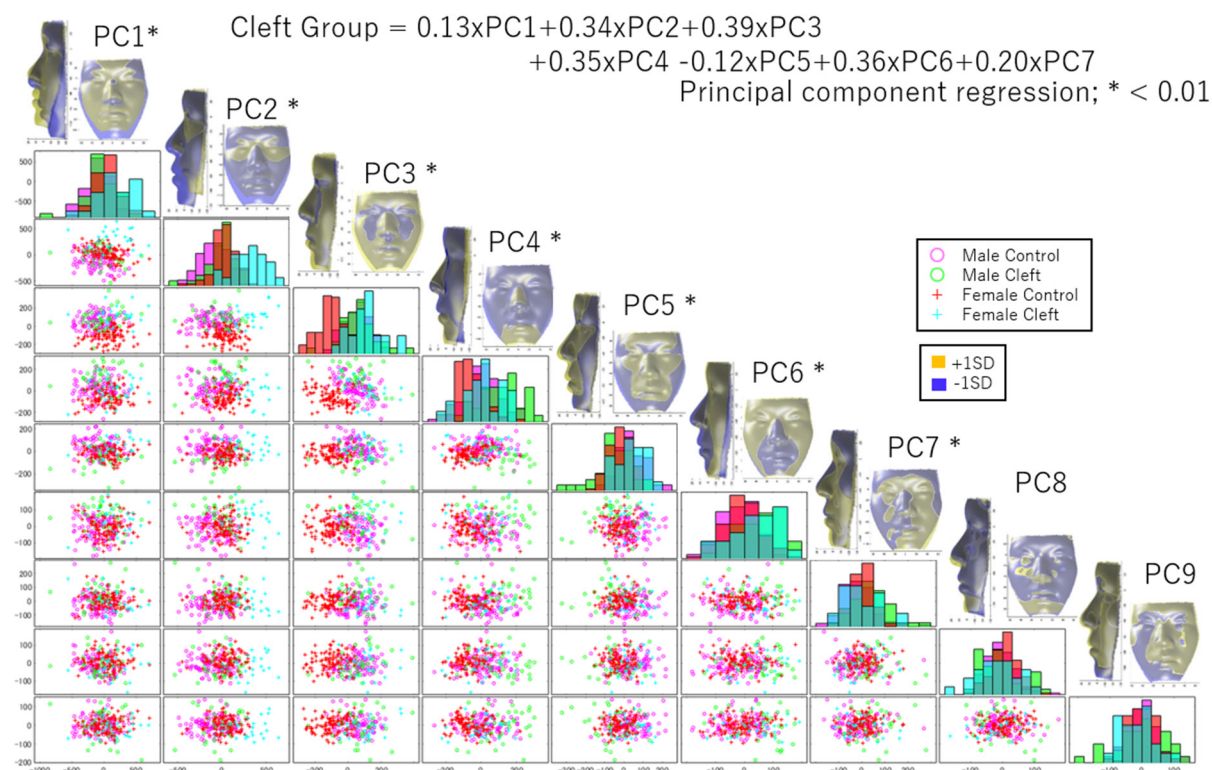 Cleft Group = 0.13xPC1+0.34xPC2+0.39xPC3
+0.35xPC4 -0.12xPC5+0.36xPC6+0.20xPC7
Principal component regression; * < 0.01
PC1*
PC2 *
PC3 *
PC4 *
PC5 *
PC6 *
PC7 *
PC8
PC9
Male Control
Male Cleft
Female Control
Female Cleft
+1SD
-1SD
500
0
-500
500
0
-500
200
0
-200
200
0
-200
200
0
-200
100
0
-100
200
100
0
-100
100
0
-100
100
0
-100
-200